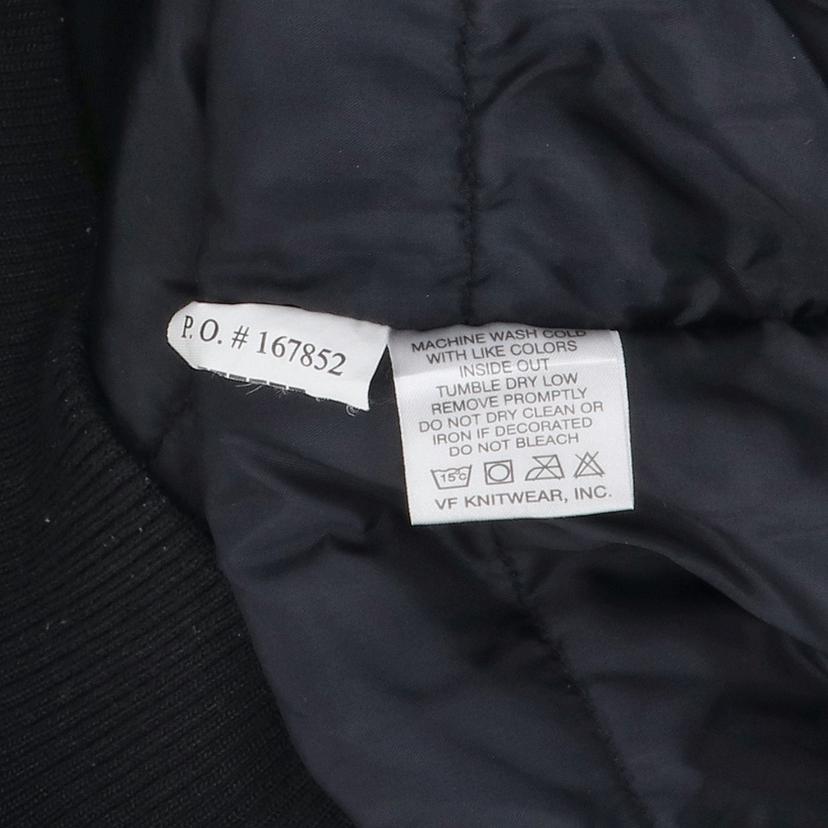 P.O. # 167852
MACHINE WASH COLD
WITH LIKE COLORS
INSIDE OUT
TUMBLE DRY LOW
REMOVE PROMPTLY
DO NOT DRY CLEAN OR
IRON IF DECORATED
DO NOT BLEACH
15°C
VF KNITWEAR, INC.